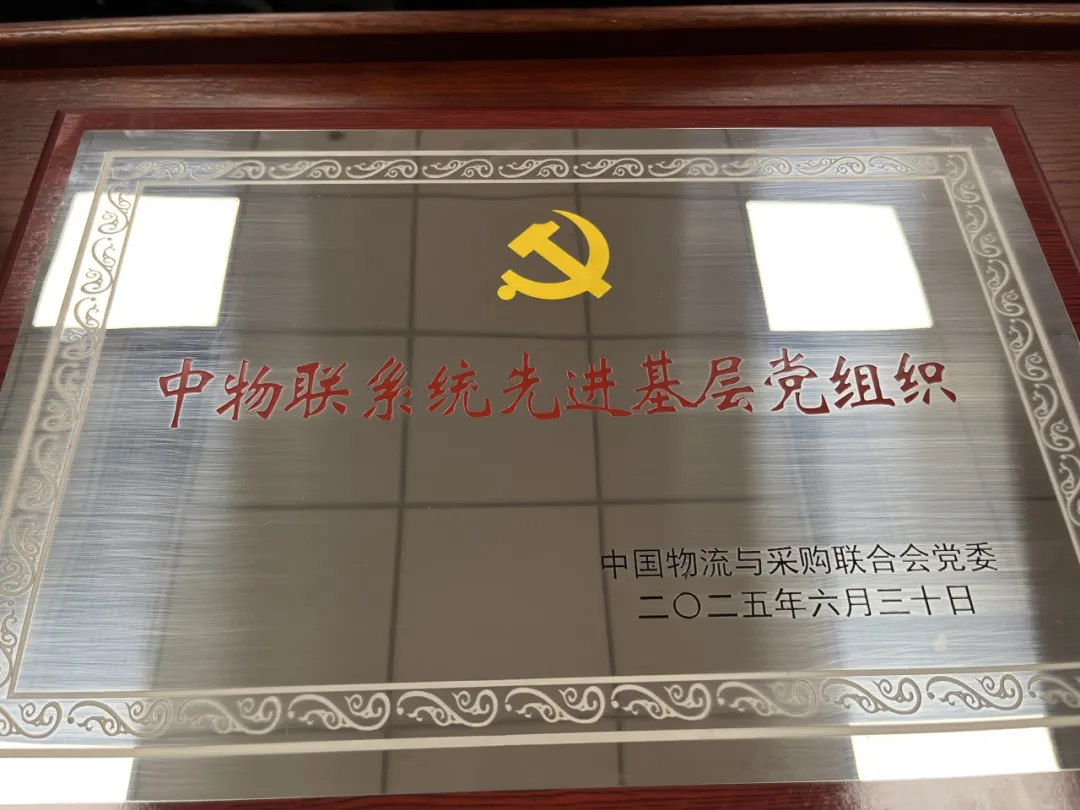 中物联系统先进基层党组织
中国物流与采购联合会党委
二〇二五年六月三十日